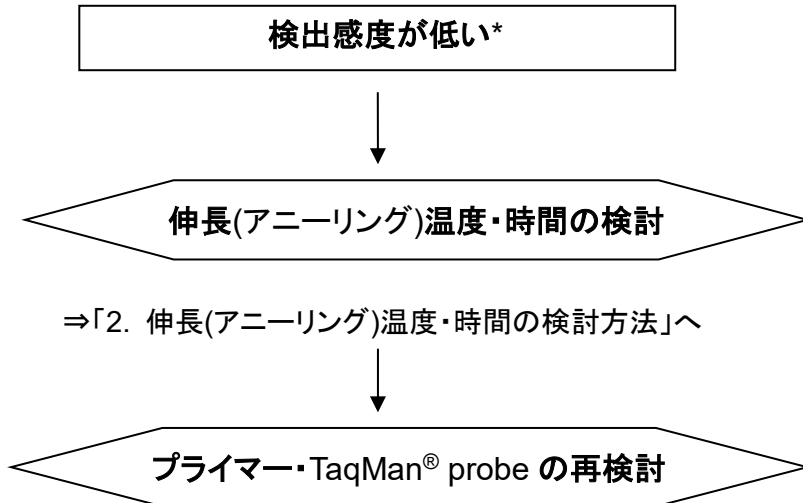 検出感度が低い*
伸長(アニーリング)温度・時間の検討
⇒「2. 伸長(アニーリング)温度・時間の検討方法」へ
プライマー・TaqMan® probe の再検討